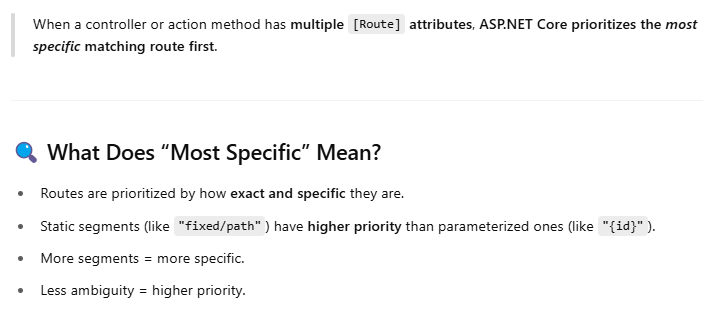 When a controller or action method has multiple [Route] attributes, ASP.NET Core prioritizes the most
specific matching route first.
What Does “Most Specific” Mean?
Routes are prioritized by how exact and specific they are.
Static segments (like "fixed/path") have higher priority than parameterized ones (like "{id}").
More segments = more specific.
Less ambiguity = higher priority.